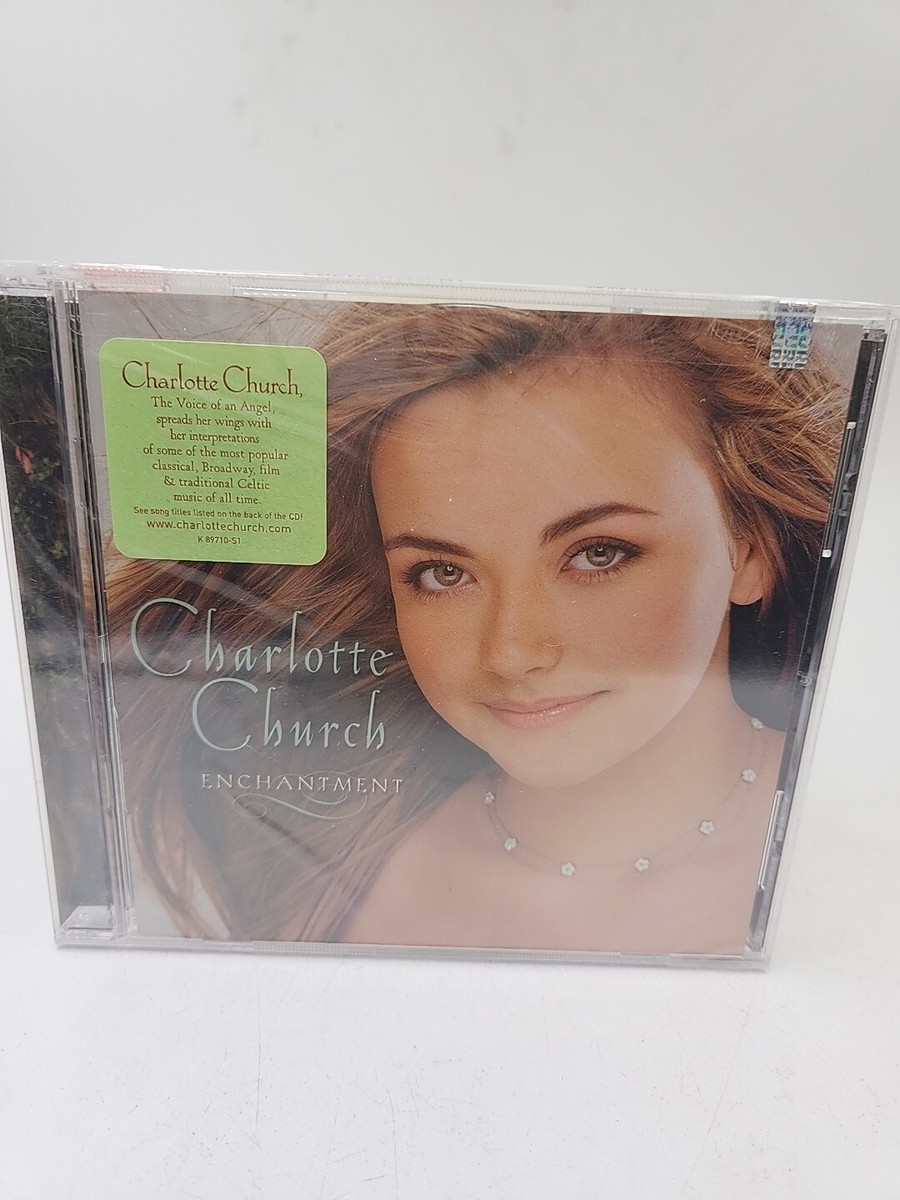 Charlotte Church,
The Voice of an Angel,
spreads her wings with
her interpretations
of some of the most popular
classical, Broadway, film
& traditional Celtic
music of all time.
See song titles listed on the back of the CD!
www.charlottechurch.com
K 89710-S1
Charlotte
Church
ENCHANTMENT